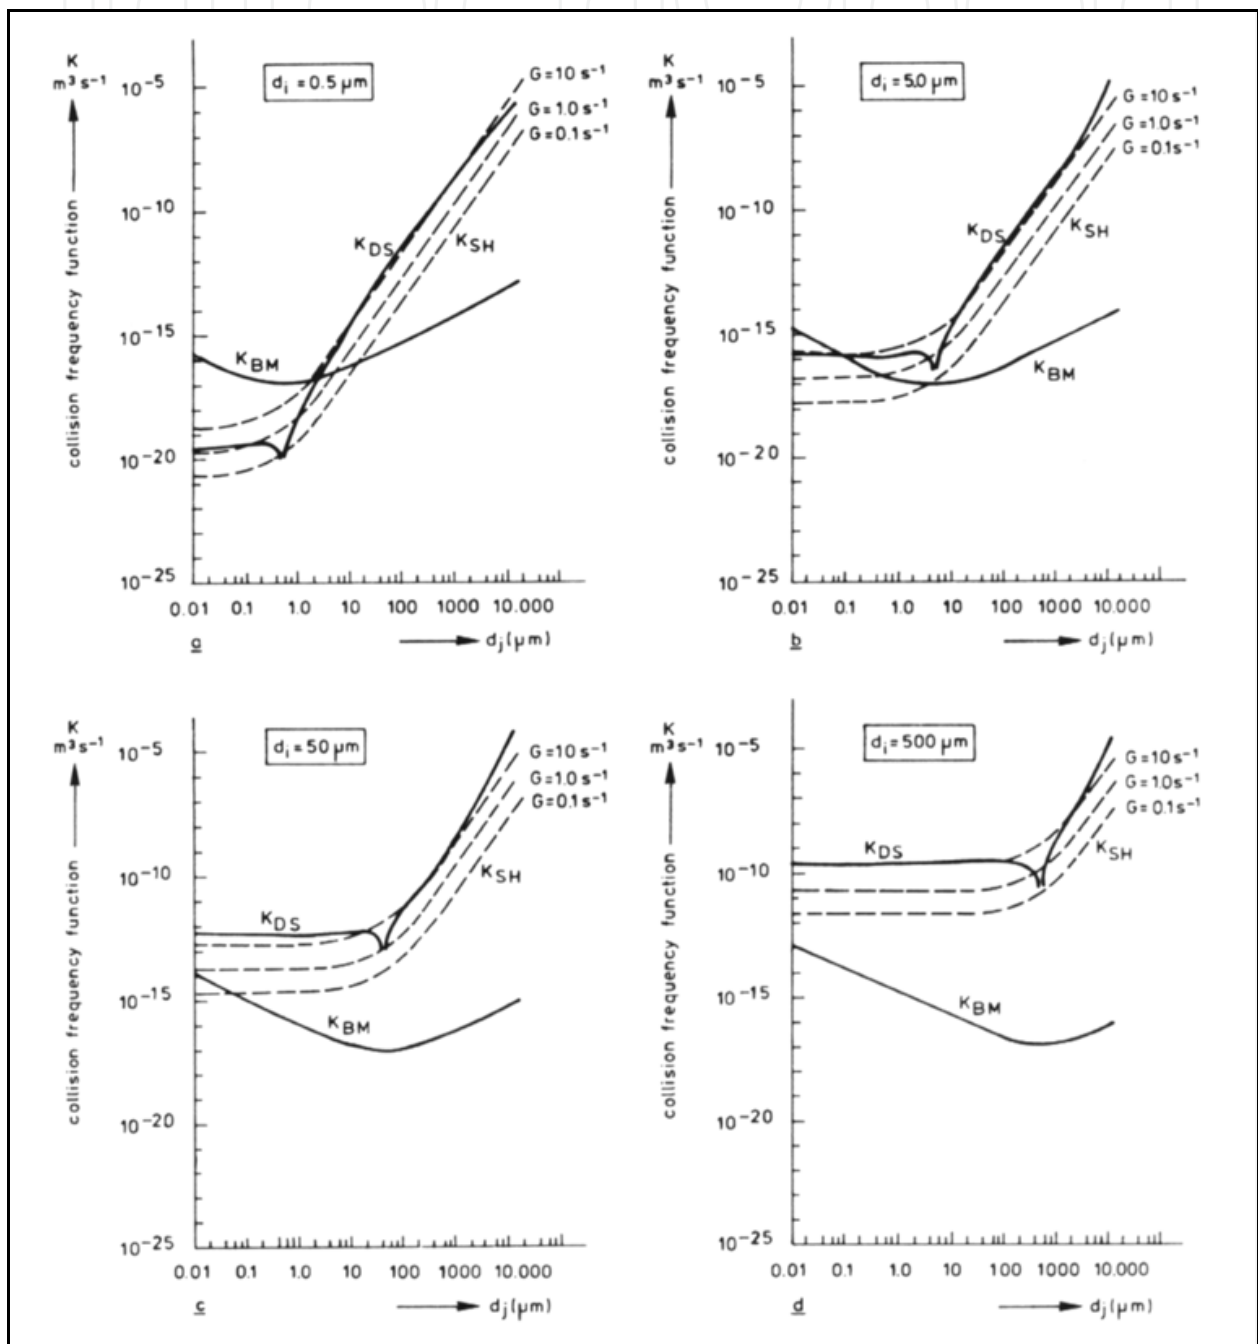 K
m³s⁻¹
collision frequency function
dᵢ = 0.5 µm
10⁻⁵
10⁻¹⁰
10⁻¹⁵
10⁻²⁰
10⁻²⁵
G = 10 s⁻¹
G = 1.0 s⁻¹
G = 0.1 s⁻¹
K_DS
K_SH
K_BM
0.01 0.1 1.0 10 100 1000 10.000
a
dⱼ(µm)
K
m³s⁻¹
collision frequency function
dᵢ = 5.0 µm
10⁻⁵
10⁻¹⁰
10⁻¹⁵
10⁻²⁰
10⁻²⁵
G = 10 s⁻¹
G = 1.0 s⁻¹
G = 0.1 s⁻¹
K_DS
K_SH
K_BM
0.01 0.1 1.0 10 100 1000 10.000
b
dⱼ(µm)
K
m³s⁻¹
collision frequency function
dᵢ = 50 µm
10⁻⁵
10⁻¹⁰
10⁻¹⁵
10⁻²⁰
10⁻²⁵
G = 10 s⁻¹
G = 1.0 s⁻¹
G = 0.1 s⁻¹
K_SH
K_DS
K_BM
0.01 0.1 1.0 10 100 1000 10.000
c
dⱼ(µm)
K
m³s⁻¹
collision frequency function
dᵢ = 500 µm
10⁻⁵
10⁻¹⁰
10⁻¹⁵
10⁻²⁰
10⁻²⁵
G = 10 s⁻¹
G = 1.0 s⁻¹
G = 0.1 s⁻¹
K_DS
K_SH
K_BM
0.01 0.1 1.0 10 100 1000 10.000
d
dⱼ(µm)